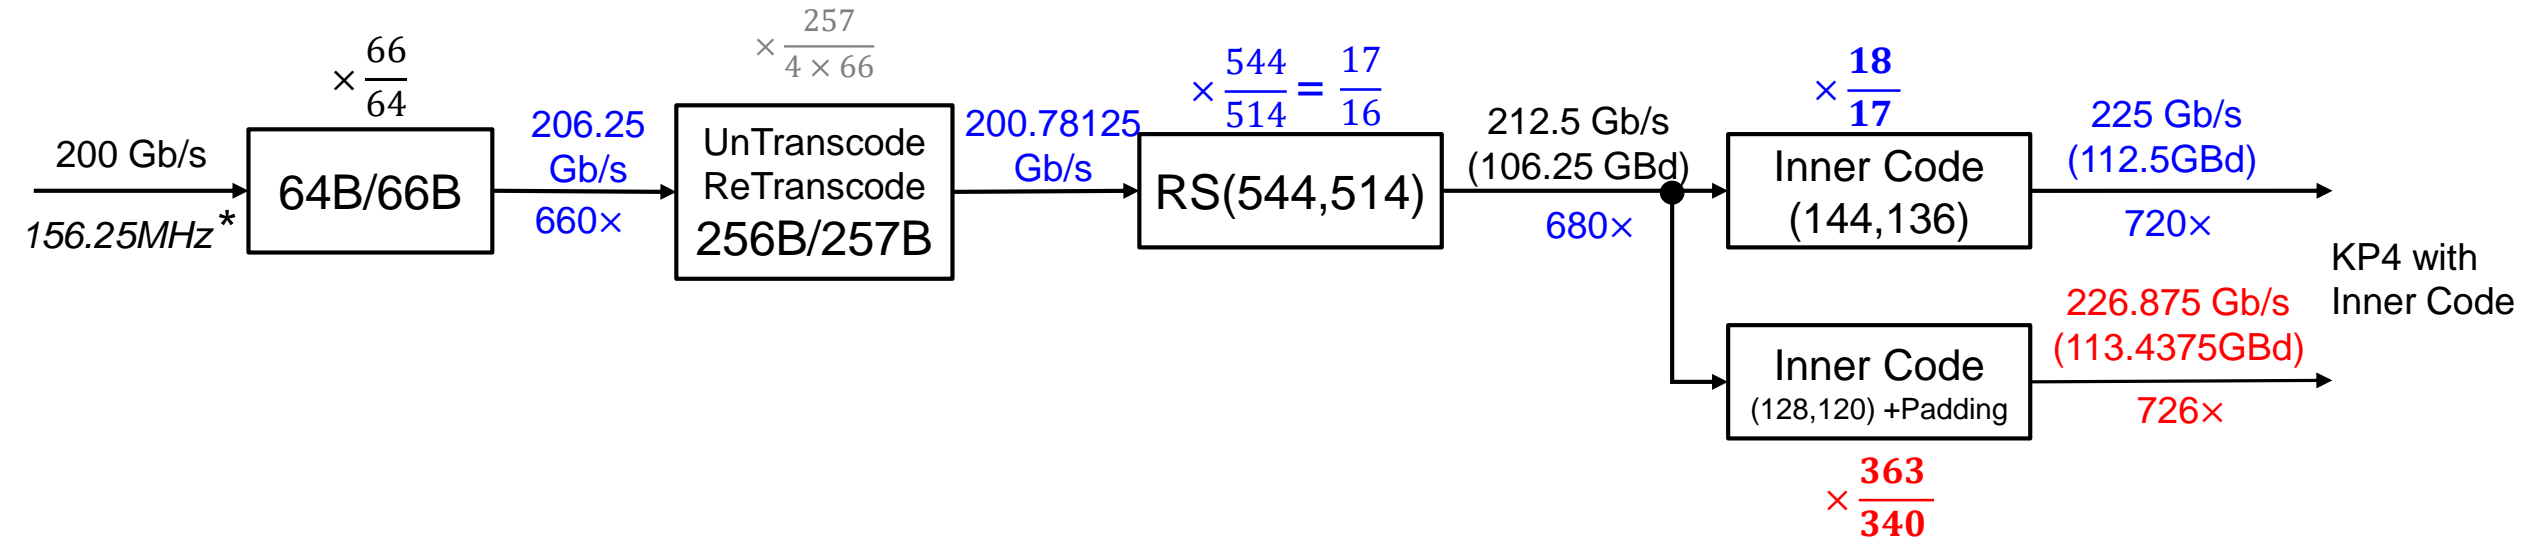 200 Gb/s
156.25MHz*
× 66/64
64B/66B
206.25
Gb/s
660×
× 257/(4 × 66)
UnTranscode
ReTranscode
256B/257B
200.78125
Gb/s
× 544/514 = 17/16
RS(544,514)
212.5 Gb/s
(106.25 GBd)
680×
× 18/17
Inner Code
(144,136)
225 Gb/s
(112.5GBd)
720×
KP4 with
Inner Code
Inner Code
(128,120) +Padding
× 363/340
226.875 Gb/s
(113.4375GBd)
726×